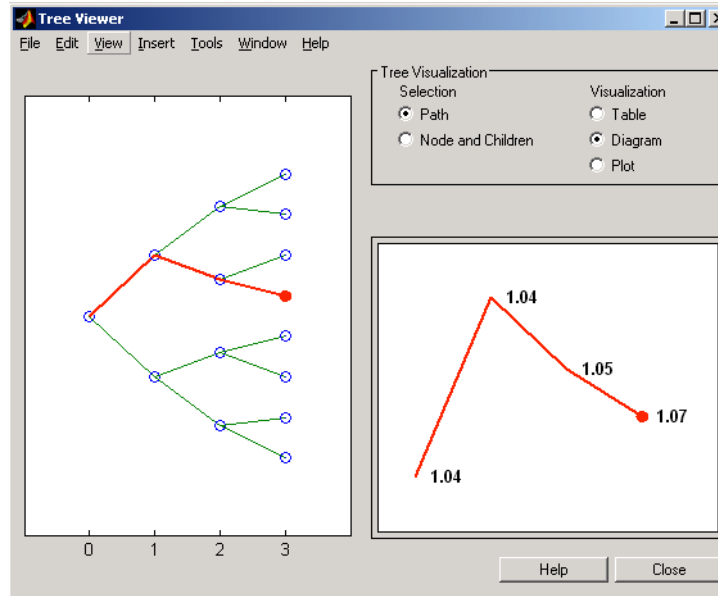 Tree Viewer
File Edit View Insert Tools Window Help
Tree Visualization
Selection
Visualization
Path
Table
Node and Children
Diagram
Plot
1.04
1.05
1.07
1.04
0 1 2 3
Help
Close